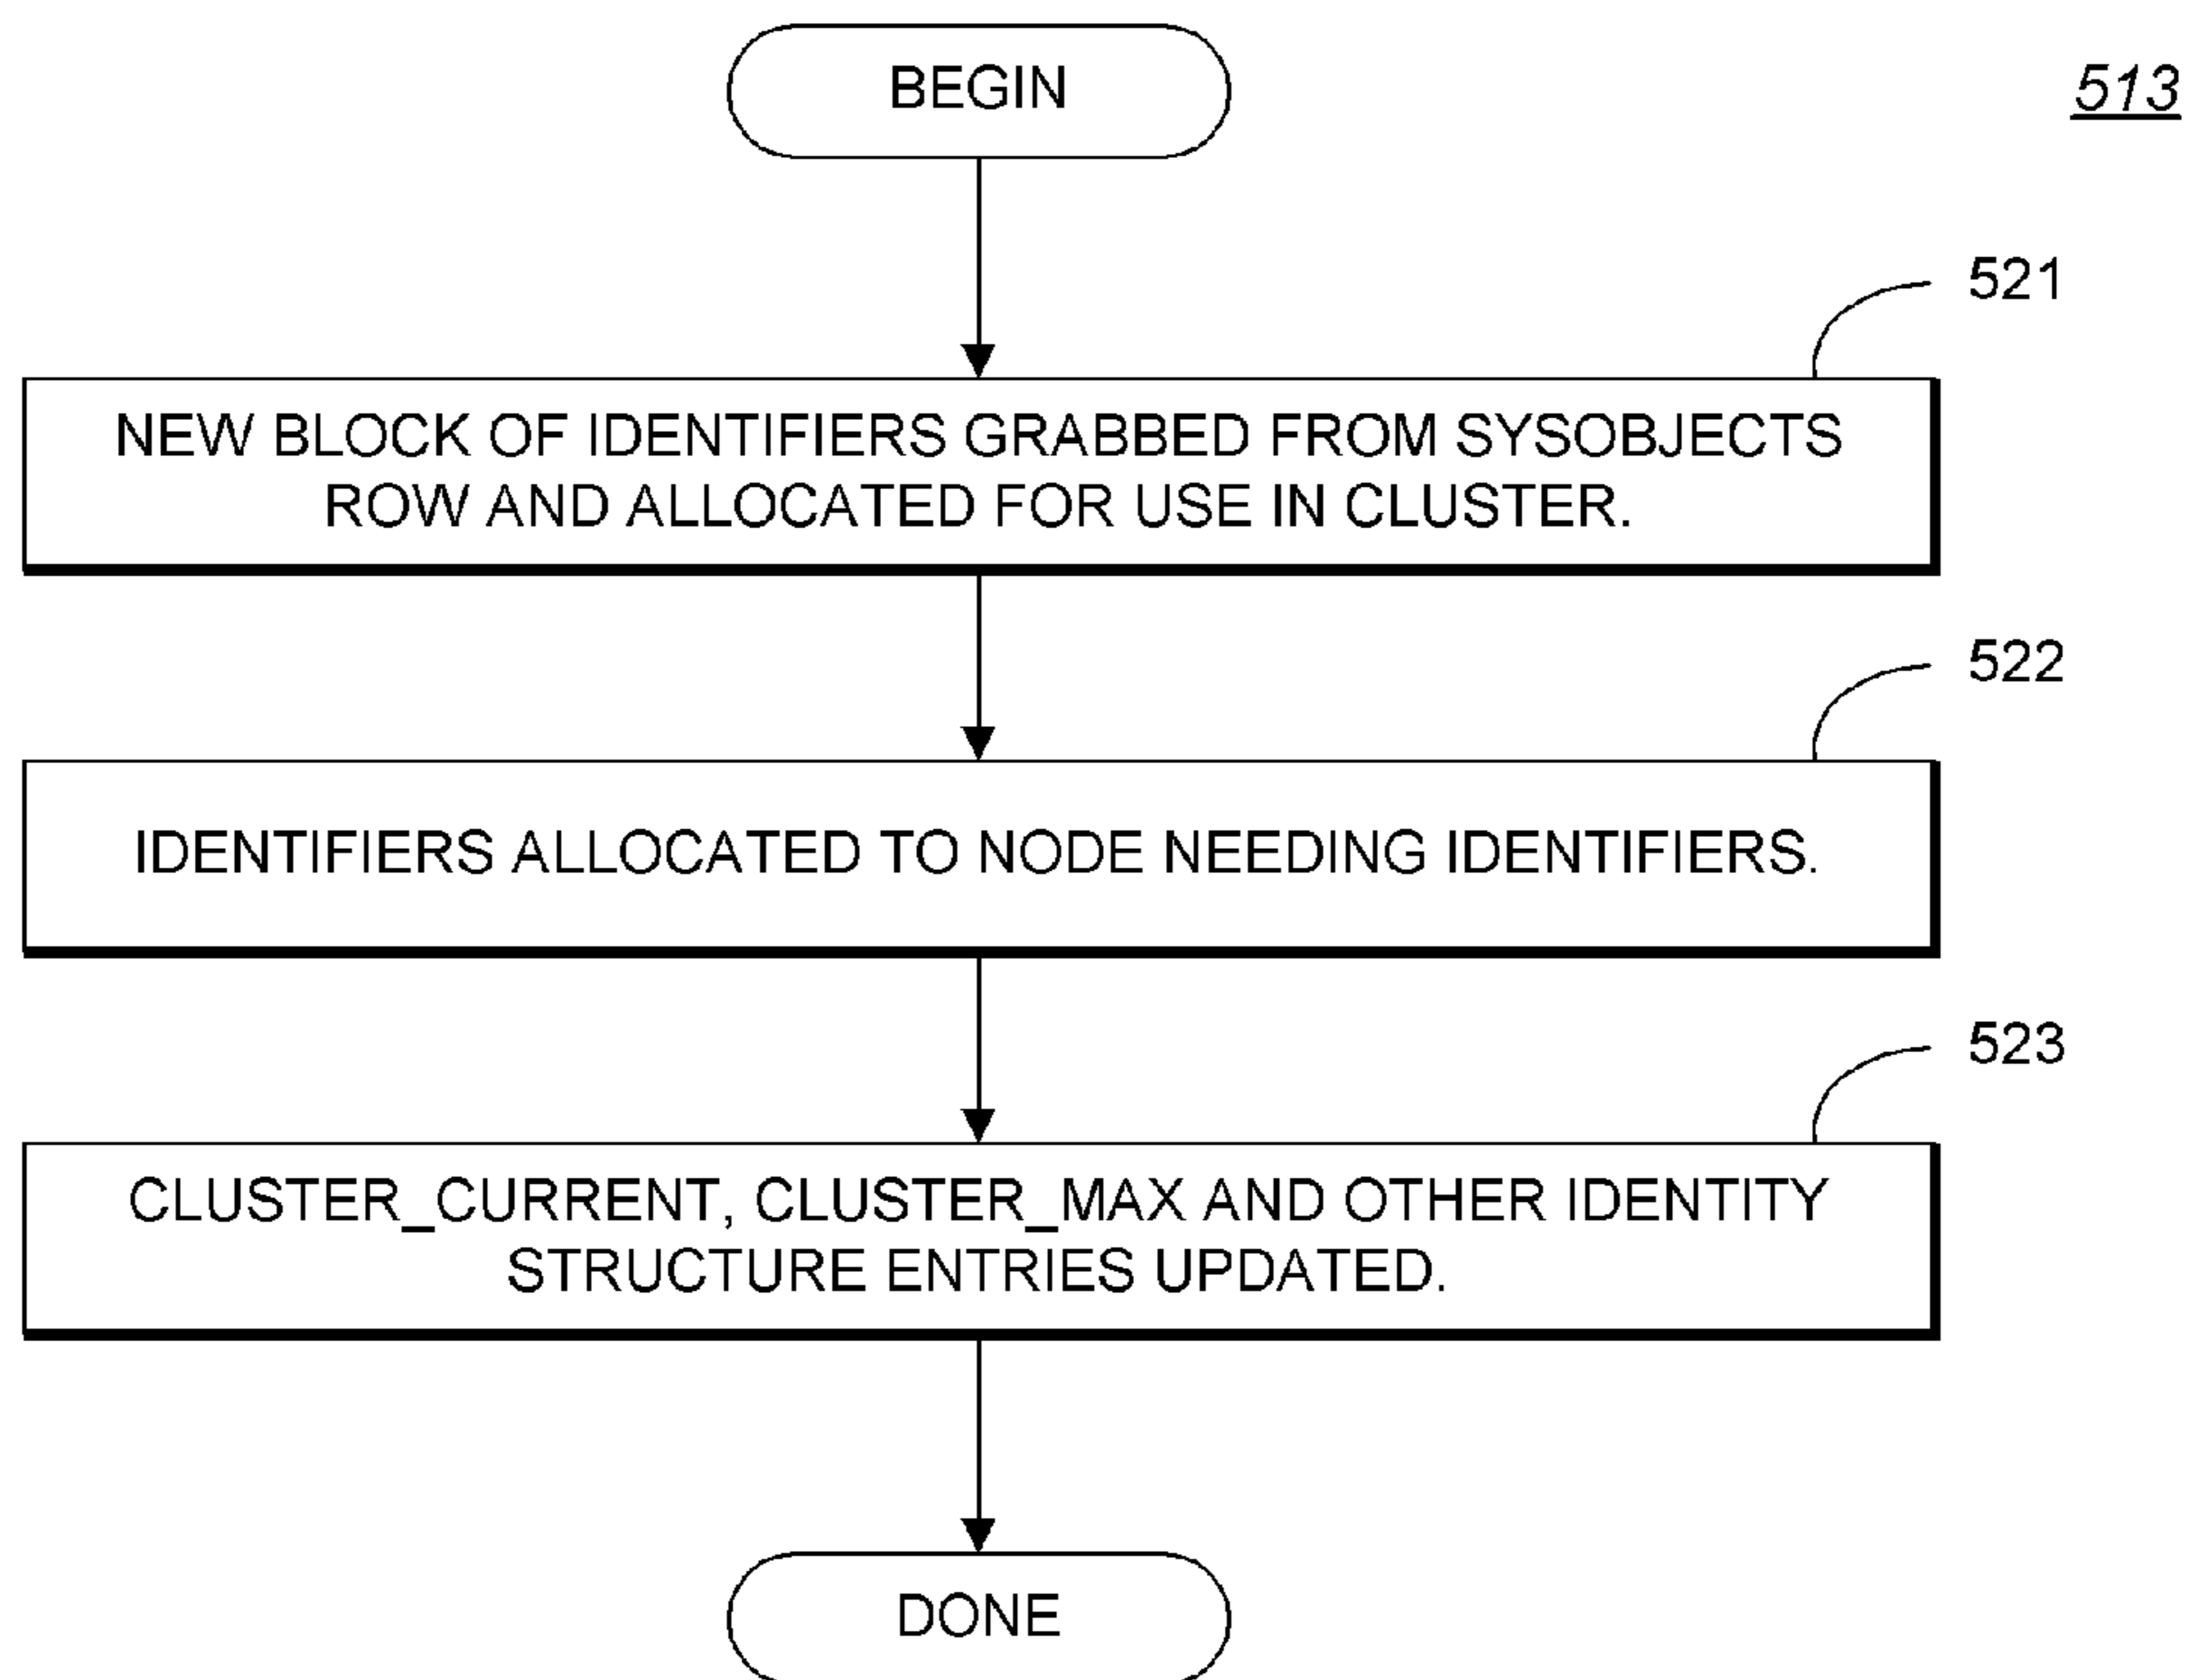 BEGIN
513
521
NEW BLOCK OF IDENTIFIERS GRABBED FROM SYSOBJECTS
ROW AND ALLOCATED FOR USE IN CLUSTER.
522
IDENTIFIERS ALLOCATED TO NODE NEEDING IDENTIFIERS.
523
CLUSTER_CURRENT, CLUSTER_MAX AND OTHER IDENTITY
STRUCTURE ENTRIES UPDATED.
DONE